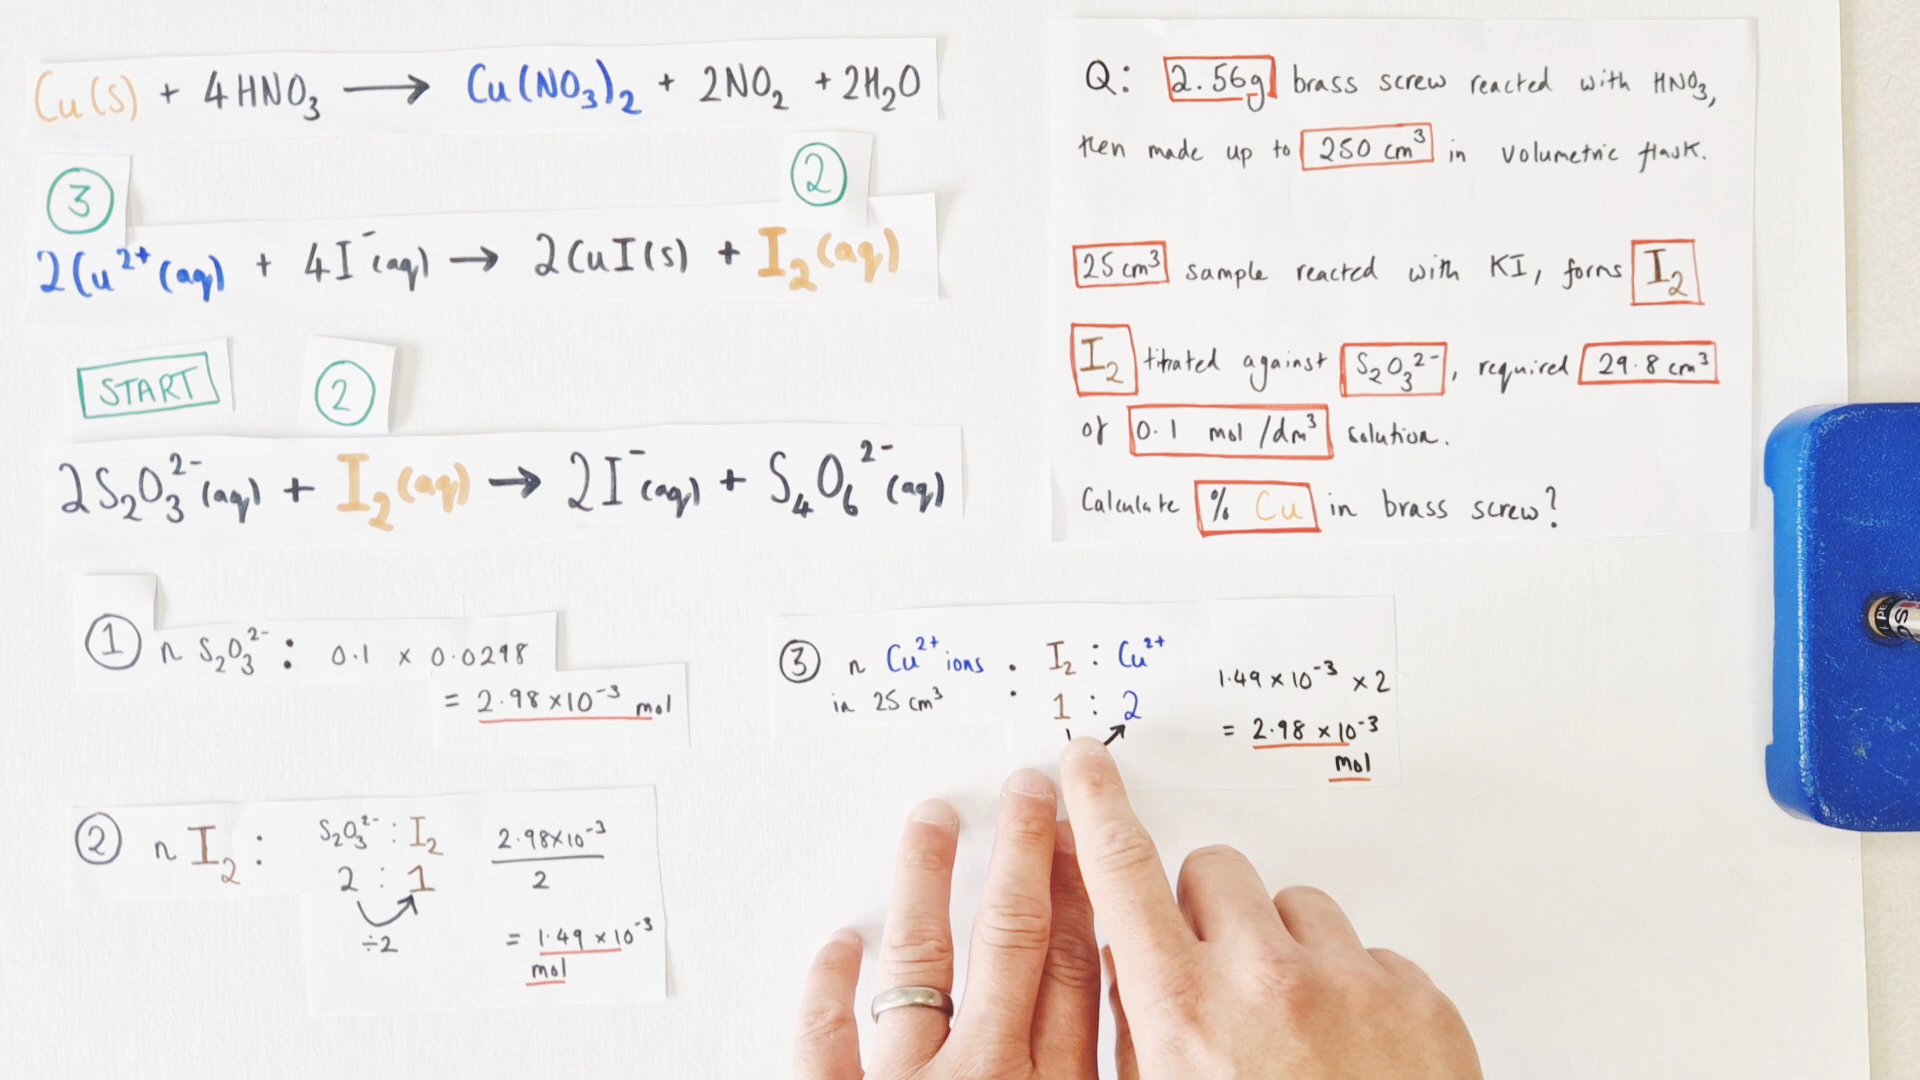 Cu(s) + 4HNO₃ ⟶ Cu(NO₃)₂ + 2NO₂ + 2H₂O
③ ②
2Cu²⁺(aq) + 4I⁻(aq) → 2CuI(s) + I₂(aq)
START ②
2S₂O₃²⁻(aq) + I₂(aq) → 2I⁻(aq) + S₄O₆²⁻(aq)
Q: 2.56g brass screw reacted with HNO₃,
then made up to 250 cm³ in volumetric flask.
25 cm³ sample reacted with KI, forms I₂
I₂ titrated against S₂O₃²⁻, required 29.8 cm³
of 0.1 mol/dm³ solution.
Calculate % Cu in brass screw?
① n S₂O₃²⁻: 0.1 x 0.0298
= 2.98 x10⁻³ mol
② n I₂: S₂O₃²⁻ : I₂
2 : 1
÷2
2.98x10⁻³
2
= 1.49 x10⁻³
mol
③ n Cu²⁺ ions : I₂ : Cu²⁺
in 25 cm³ 1 : 2
1.49 x 10⁻³ x 2
= 2.98 x10⁻³
mol